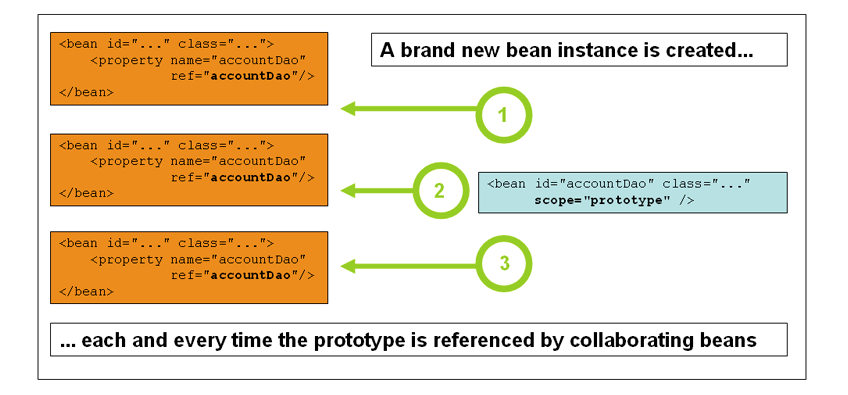 <bean id="..." class="...">
    <property name="accountDao"
              ref="accountDao"/>
</bean>
A brand new bean instance is created...
1
<bean id="..." class="...">
    <property name="accountDao"
              ref="accountDao"/>
</bean>
2
<bean id="accountDao" class="..."
      scope="prototype" />
<bean id="..." class="...">
    <property name="accountDao"
              ref="accountDao"/>
</bean>
3
... each and every time the prototype is referenced by collaborating beans